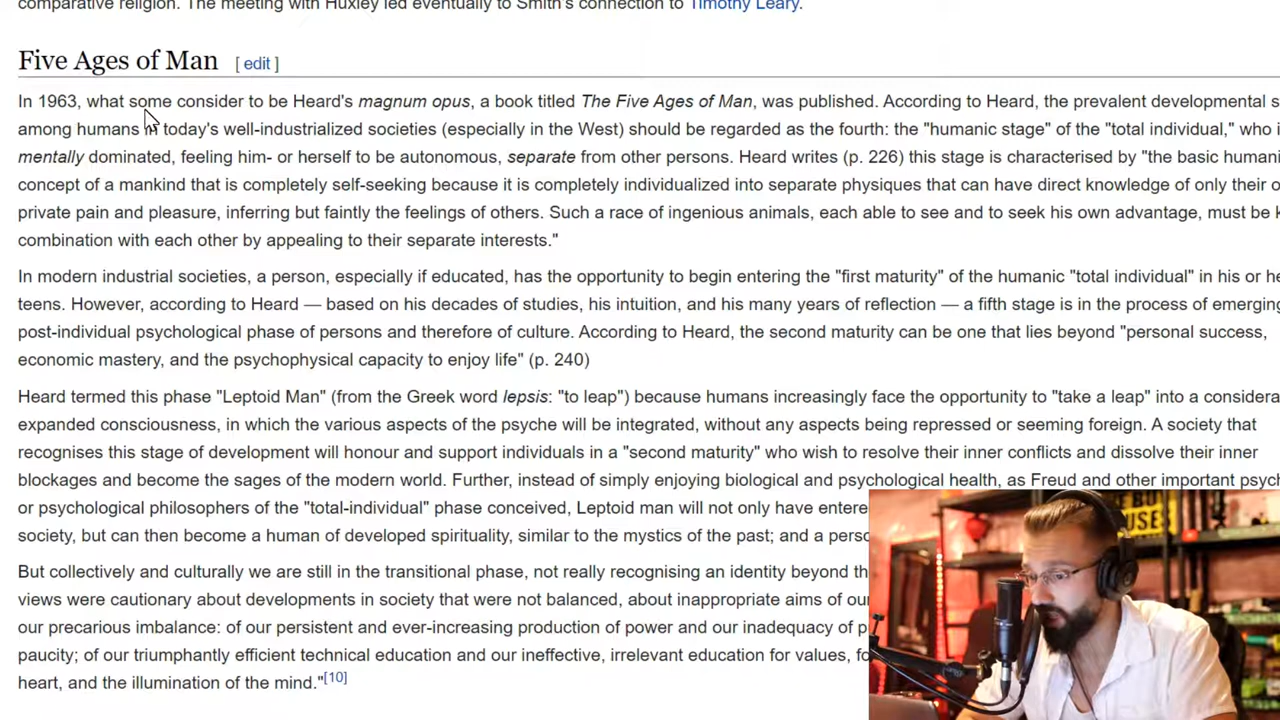 comparative religion. The meeting with Huxley led eventually to Smith's connection to Timothy Leary.
Five Ages of Man [ edit ]
In 1963, what some consider to be Heard's magnum opus, a book titled The Five Ages of Man, was published. According to Heard, the prevalent developmental s
among humans in today's well-industrialized societies (especially in the West) should be regarded as the fourth: the "humanic stage" of the "total individual," who i
mentally dominated, feeling him- or herself to be autonomous, separate from other persons. Heard writes (p. 226) this stage is characterised by "the basic humani
concept of a mankind that is completely self-seeking because it is completely individualized into separate physiques that can have direct knowledge of only their o
private pain and pleasure, inferring but faintly the feelings of others. Such a race of ingenious animals, each able to see and to seek his own advantage, must be k
combination with each other by appealing to their separate interests."
In modern industrial societies, a person, especially if educated, has the opportunity to begin entering the "first maturity" of the humanic "total individual" in his or he
teens. However, according to Heard — based on his decades of studies, his intuition, and his many years of reflection — a fifth stage is in the process of emerging
post-individual psychological phase of persons and therefore of culture. According to Heard, the second maturity can be one that lies beyond "personal success,
economic mastery, and the psychophysical capacity to enjoy life" (p. 240)
Heard termed this phase "Leptoid Man" (from the Greek word lepsis: "to leap") because humans increasingly face the opportunity to "take a leap" into a considera
expanded consciousness, in which the various aspects of the psyche will be integrated, without any aspects being repressed or seeming foreign. A society that
recognises this stage of development will honour and support individuals in a "second maturity" who wish to resolve their inner conflicts and dissolve their inner
blockages and become the sages of the modern world. Further, instead of simply enjoying biological and psychological health, as Freud and other important psych
or psychological philosophers of the "total-individual" phase conceived, Leptoid man will not only have entere
society, but can then become a human of developed spirituality, similar to the mystics of the past; and a perso
But collectively and culturally we are still in the transitional phase, not really recognising an identity beyond th
views were cautionary about developments in society that were not balanced, about inappropriate aims of our
our precarious imbalance: of our persistent and ever-increasing production of power and our inadequacy of p
paucity; of our triumphantly efficient technical education and our ineffective, irrelevant education for values, fo
heart, and the illumination of the mind."[10]